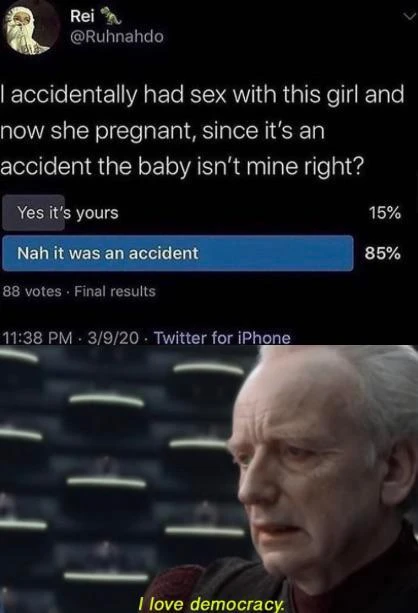 Rei 🦖
@Ruhnahdo
I accidentally had sex with this girl and
now she pregnant, since it's an
accident the baby isn't mine right?
Yes it's yours 15%
Nah it was an accident 85%
88 votes · Final results
11:38 PM · 3/9/20 · Twitter for iPhone
I love democracy.